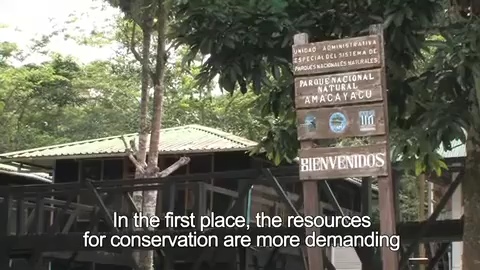 UNIDAD ADMINISTRATIVA
ESPECIAL DEL SISTEMA DE
PARQUES NACIONALES NATURALES
PARQUE NACIONAL
NATURAL
AMACAYACU
BIENVENIDOS
In the first place, the resources
for conservation are more demanding